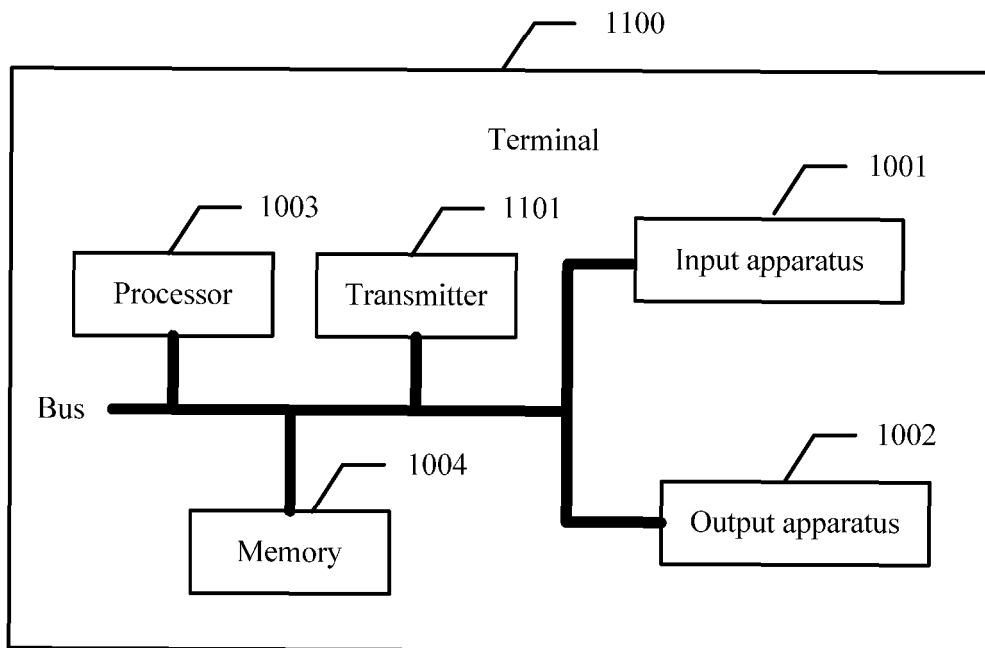 1100
Terminal
1001
1003
1101
Input apparatus
Processor
Transmitter
Bus
1002
1004
Output apparatus
Memory